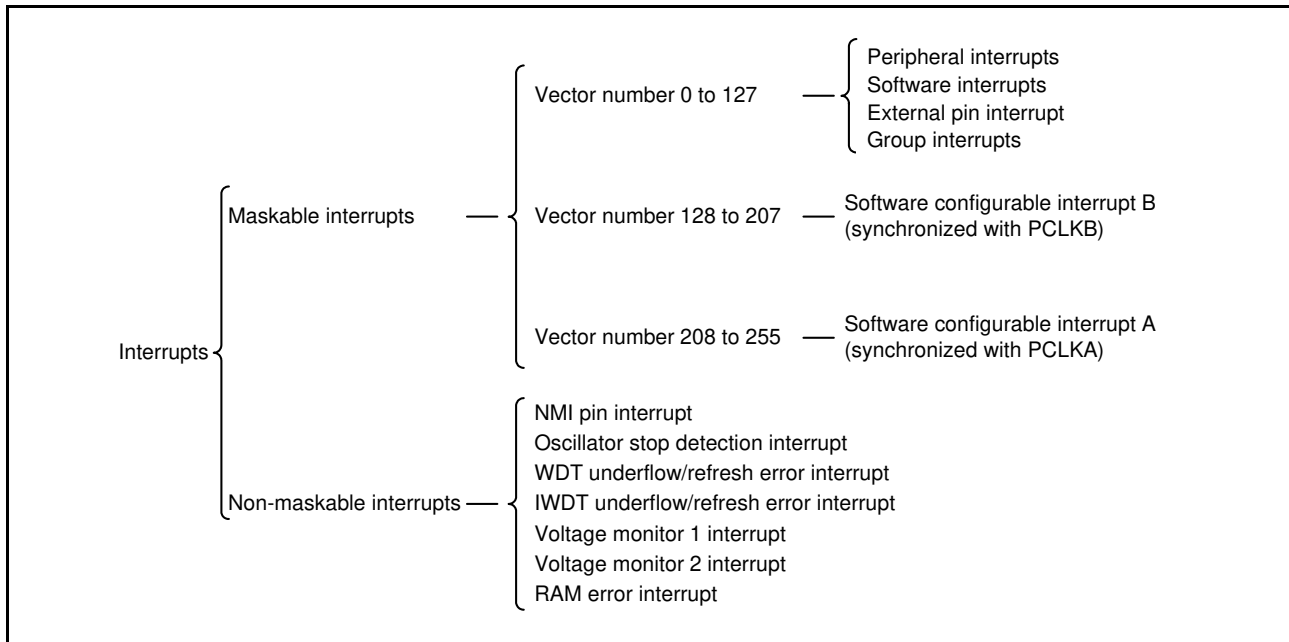 Interrupts
Maskable interrupts
Vector number 0 to 127
Peripheral interrupts
Software interrupts
External pin interrupt
Group interrupts
Vector number 128 to 207
Software configurable interrupt B
(synchronized with PCLKB)
Vector number 208 to 255
Software configurable interrupt A
(synchronized with PCLKA)
Non-maskable interrupts
NMI pin interrupt
Oscillator stop detection interrupt
WDT underflow/refresh error interrupt
IWDT underflow/refresh error interrupt
Voltage monitor 1 interrupt
Voltage monitor 2 interrupt
RAM error interrupt